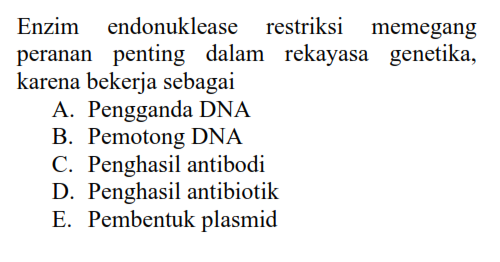 Enzim endonuklease restriksi memegang
peranan penting dalam rekayasa genetika,
karena bekerja sebagai
A. Pengganda DNA
B. Pemotong DNA
C. Penghasil antibodi
D. Penghasil antibiotik
E. Pembentuk plasmid